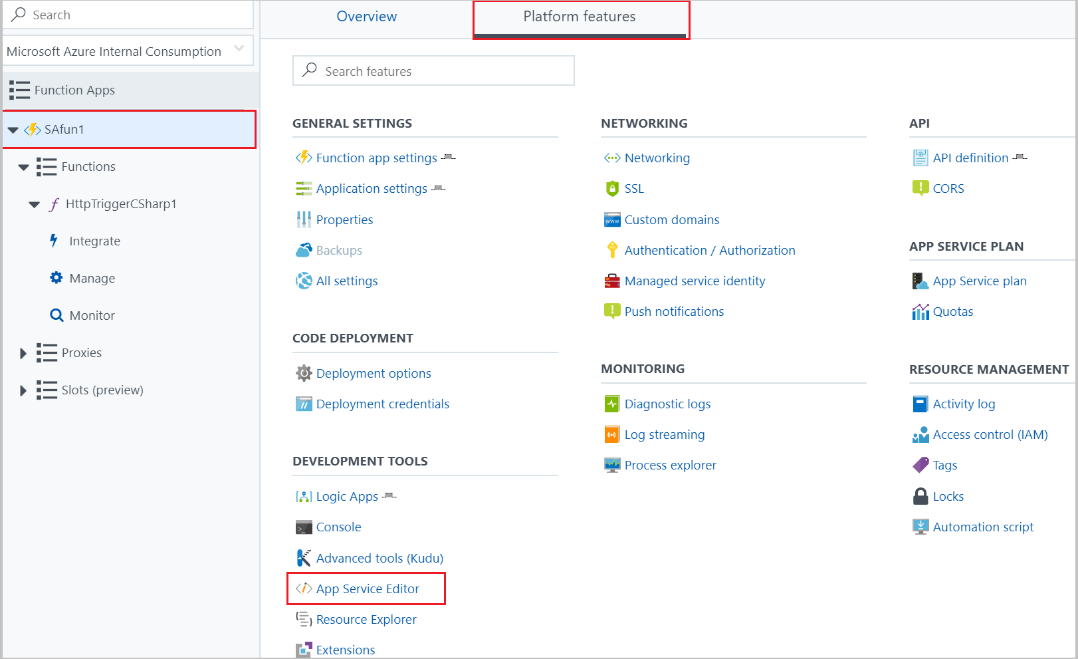 Search
Microsoft Azure Internal Consumption
Function Apps
SAfun1
Functions
HttpTriggerCSharp1
Integrate
Manage
Monitor
Proxies
Slots (preview)
Overview
Platform features
Search features
GENERAL SETTINGS
Function app settings
Application settings
Properties
Backups
All settings
CODE DEPLOYMENT
Deployment options
Deployment credentials
DEVELOPMENT TOOLS
Logic Apps
Console
Advanced tools (Kudu)
App Service Editor
Resource Explorer
Extensions
NETWORKING
Networking
SSL
Custom domains
Authentication / Authorization
Managed service identity
Push notifications
MONITORING
Diagnostic logs
Log streaming
Process explorer
API
API definition
CORS
APP SERVICE PLAN
App Service plan
Quotas
RESOURCE MANAGEMENT
Activity log
Access control (IAM)
Tags
Locks
Automation script